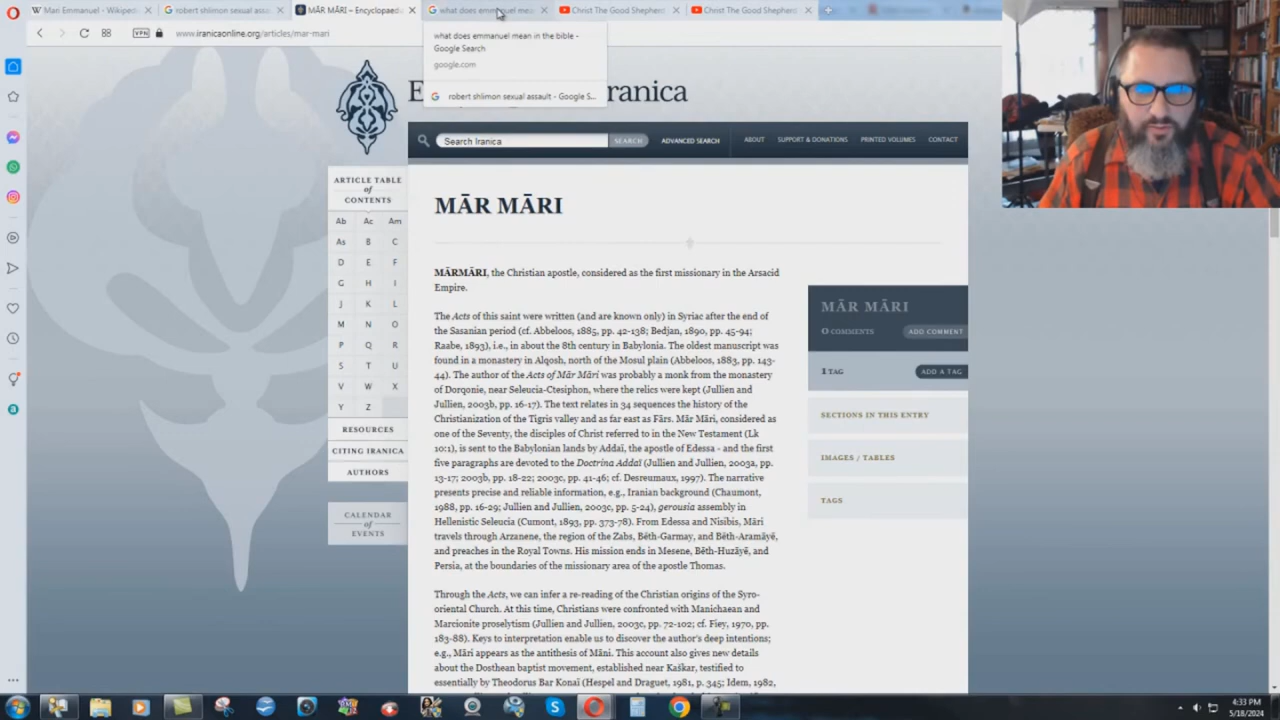 Mari Emmanuel - Wikiped
robert shlimon sexual assau
MĀR MĀRI – Encyclopaed
what does emmanuel mea
Christ The Good Shepherd
Christ The Good Shepherd
VPN
www.iranicaonline.org/articles/mar-mari
what does emmanuel mean in the bible -
Google Search
google.com
robert shlimon sexual assault - Google S...
E
ranica
Search Iranica
SEARCH
ADVANCED SEARCH
ABOUT
SUPPORT & DONATIONS
PRINTED VOLUMES
CONTACT
ARTICLE TABLE
of
CONTENTS
Ab Ac Am
As B C
D E F
G H I
J K L
M N O
P Q R
S T U
V W X
Y Z
RESOURCES
CITING IRANICA
AUTHORS
CALENDAR
of
EVENTS
MĀR MĀRI
MĀRMĀRI, the Christian apostle, considered as the first missionary in the Arsacid
Empire.
The Acts of this saint were written (and are known only) in Syriac after the end of
the Sasanian period (cf. Abbeloos, 1885, pp. 42-138; Bedjan, 1890, pp. 45-94;
Raabe, 1893), i.e., in about the 8th century in Babylonia. The oldest manuscript was
found in a monastery in Alqosh, north of the Mosul plain (Abbeloos, 1883, pp. 143-
44). The author of the Acts of Mār Māri was probably a monk from the monastery
of Dorqonie, near Seleucia-Ctesiphon, where the relics were kept (Jullien and
Jullien, 2003b, pp. 16-17). The text relates in 34 sequences the history of the
Christianization of the Tigris valley and as far east as Fārs. Mār Māri, considered as
one of the Seventy, the disciples of Christ referred to in the New Testament (Lk
10:1), is sent to the Babylonian lands by Addaï, the apostle of Edessa - and the first
five paragraphs are devoted to the Doctrina Addaï (Jullien and Jullien, 2003a, pp.
13-17; 2003b, pp. 18-22; 2003c, pp. 41-46; cf. Desreumaux, 1997). The narrative
presents precise and reliable information, e.g., Iranian background (Chaumont,
1988, pp. 16-29; Jullien and Jullien, 2003c, pp. 5-24), gerousia assembly in
Hellenistic Seleucia (Cumont, 1893, pp. 373-78). From Edessa and Nisibis, Māri
travels through Arzanene, the region of the Zabs, Bēth-Garmay, and Bēth-Aramāyē,
and preaches in the Royal Towns. His mission ends in Mesene, Bēth-Huzāyē, and
Persia, at the boundaries of the missionary area of the apostle Thomas.
Through the Acts, we can infer a re-reading of the Christian origins of the Syro-
oriental Church. At this time, Christians were confronted with Manichaean and
Marcionite proselytism (Jullien and Jullien, 2003c, pp. 72-102; cf. Fiey, 1970, pp.
183-88). Keys to interpretation enable us to discover the author's deep intentions;
e.g., Māri appears as the antithesis of Māni. This account also gives new details
about the Dosthean baptist movement, established near Kaškar, testified to
essentially by Theodorus Bar Konai (Hespel and Draguet, 1981, p. 345; Idem, 1982,
MĀR MĀRI
0 COMMENTS
ADD COMMENT
1 TAG
ADD A TAG
SECTIONS IN THIS ENTRY
IMAGES / TABLES
TAGS
4:33 PM
5/18/2024